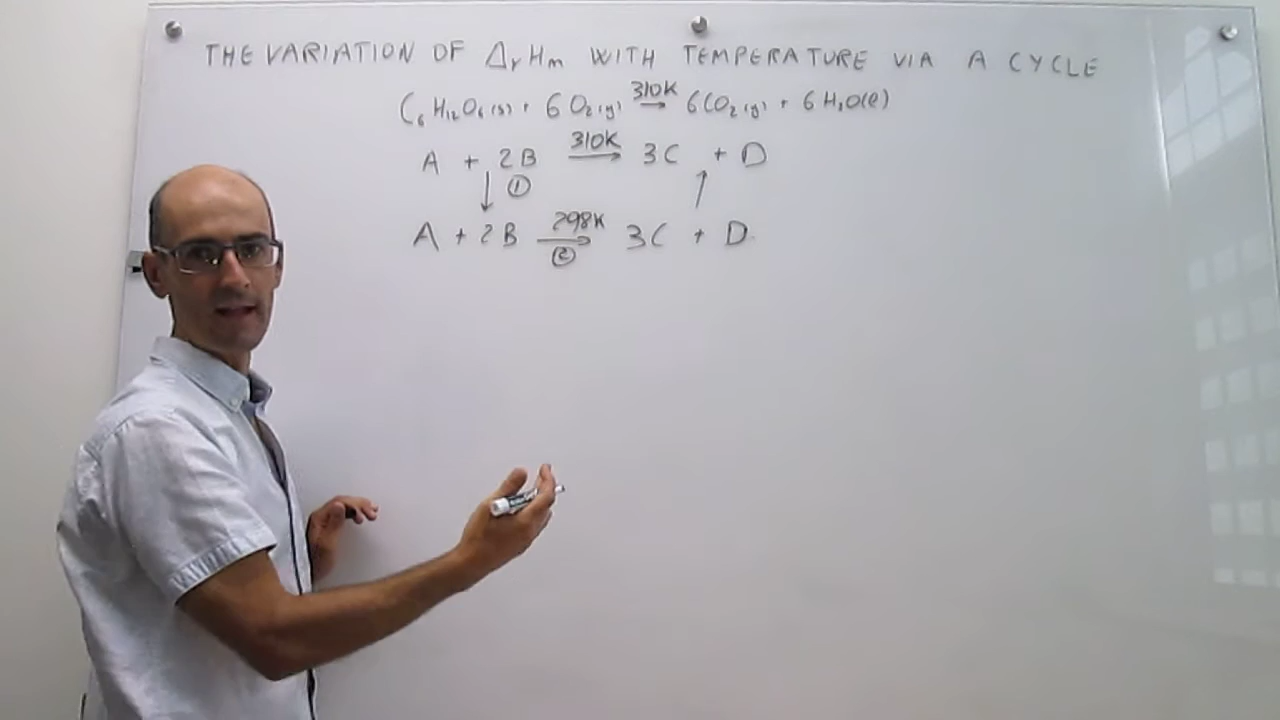 THE VARIATION OF ΔrHm WITH TEMPERATURE VIA A CYCLE
C6H12O6(s) + 6O2(g) 310K → 6CO2(g) + 6H2O(l)
A + 2B 310K → 3C + D
↓ ① ↑
A + 2B 298K → ② 3C + D